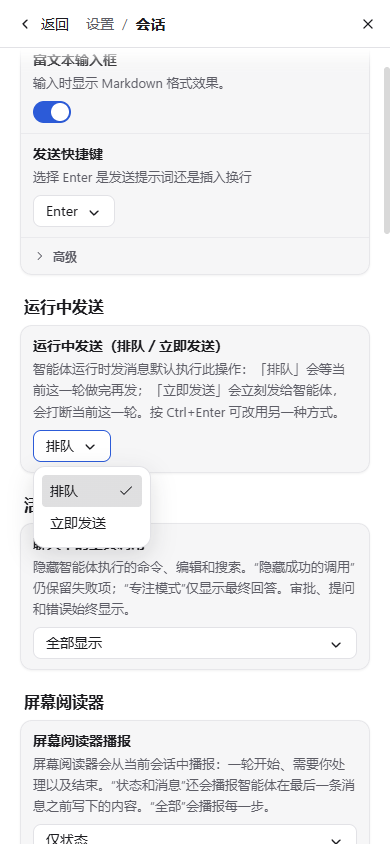 返回 设置 / 会话
富文本输入框
输入时显示 Markdown 格式效果。
发送快捷键
选择 Enter 是发送提示词还是插入换行
Enter
高级
运行中发送
运行中发送（排队 / 立即发送）
智能体运行时发消息默认执行此操作：「排队」会等当
前这一轮做完再发；「立即发送」会立刻发给智能体，
会打断当前这一轮。按 Ctrl+Enter 可改用另一种方式。
排队
排队
立即发送
隐藏智能体执行的命令、编辑和搜索。“隐藏成功的调用”
仍保留失败项；“专注模式”仅显示最终回答。审批、提问
和错误始终显示。
全部显示
屏幕阅读器
屏幕阅读器播报
屏幕阅读器会从当前会话中播报：一轮开始、需要你处
理以及结束。“状态和消息”还会播报智能体在最后一条消
息之前写下的内容。“全部”会播报每一步。
仅状态